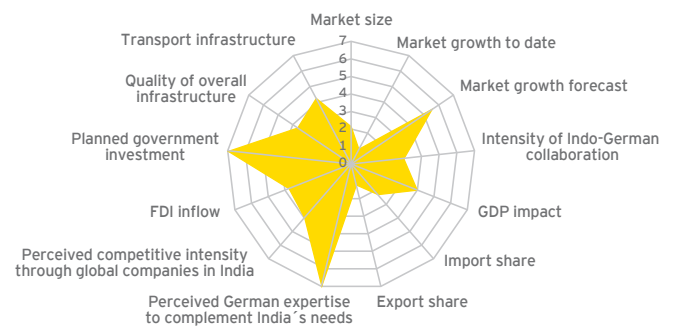 Market size
Market growth to date
Market growth forecast
Intensity of Indo-German
collaboration
GDP impact
Import share
Export share
Perceived German expertise
to complement India´s needs
Perceived competitive intensity
through global companies in India
FDI inflow
Planned government
investment
Quality of overall
infrastructure
Transport infrastructure
7
6
5
4
3
2
1
0